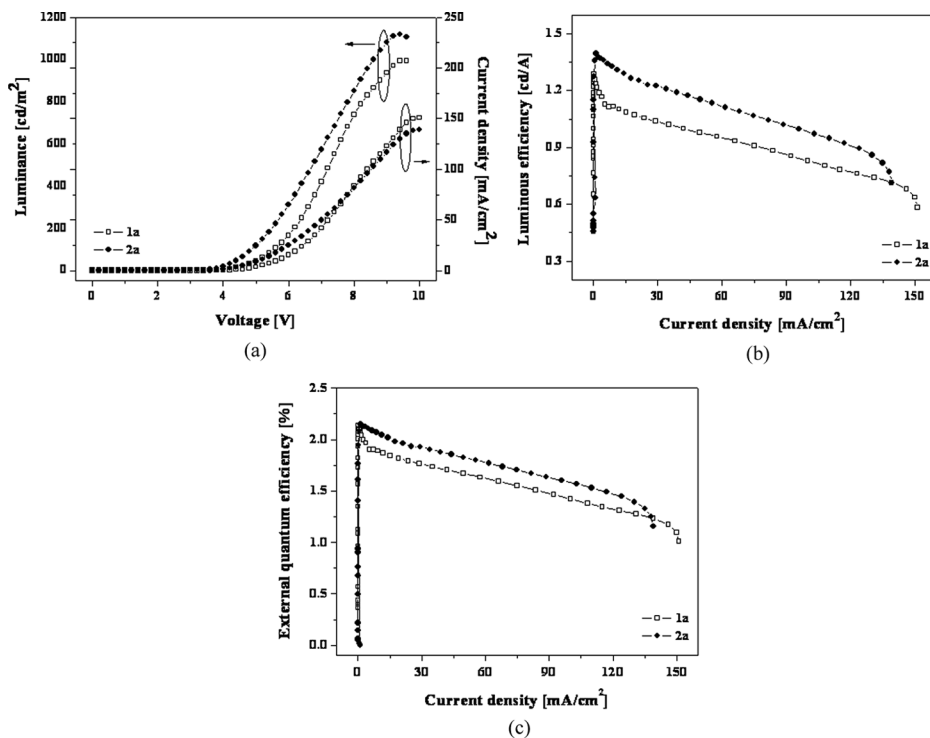 1200
1000
800
600
400
200
0
Luminance [cd/m²]
250
200
150
100
50
0
Current density [mA/cm²]
1a
2a
0 2 4 6 8 10
Voltage [V]
(a)
1.5
1.2
0.9
0.6
0.3
Luminous efficiency [cd/A]
1a
2a
0 30 60 90 120 150
Current density [mA/cm²]
(b)
2.5
2.0
1.5
1.0
0.5
0.0
External quantum efficiency [%]
1a
2a
0 30 60 90 120 150
Current density [mA/cm²]
(c)